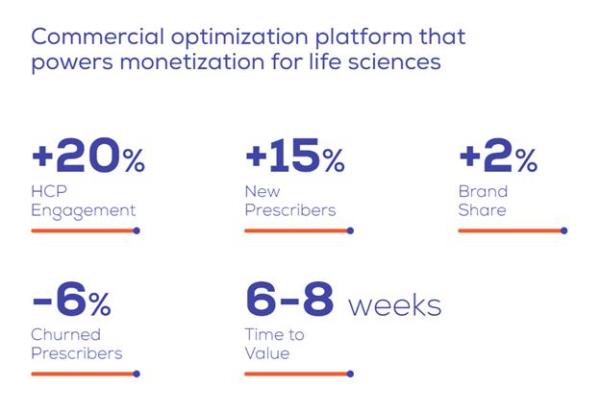 Commercial optimization platform that
powers monetization for life sciences
+20%
HCP
Engagement
+15%
New
Prescribers
+2%
Brand
Share
-6%
Churned
Prescribers
6-8 weeks
Time to
Value